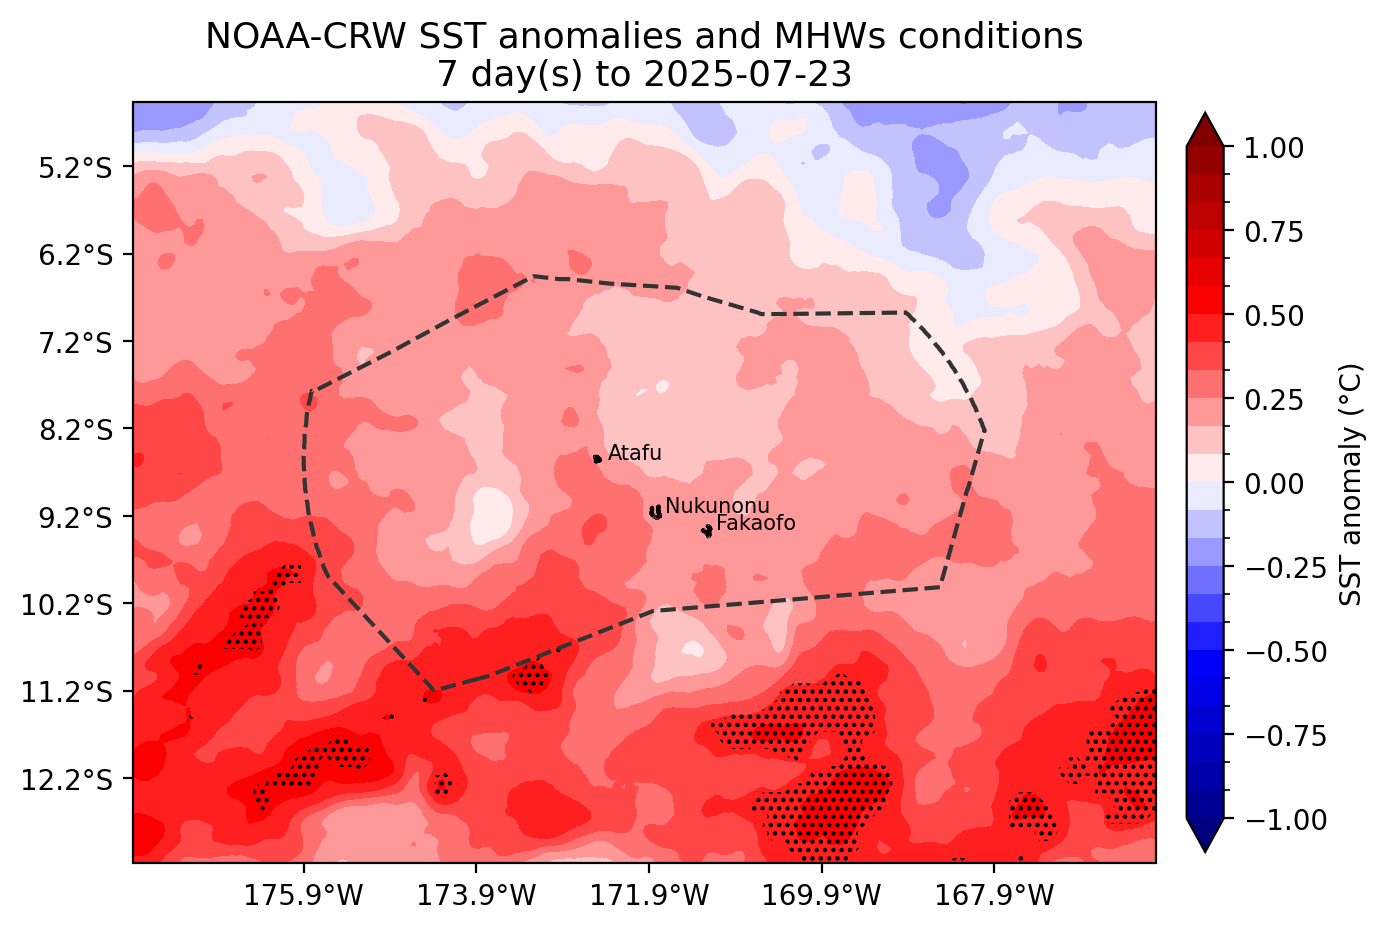 NOAA-CRW SST anomalies and MHWs conditions
7 day(s) to 2025-07-23
5.2°S
6.2°S
7.2°S
8.2°S
9.2°S
10.2°S
11.2°S
12.2°S
Atafu
Nukunonu
Fakaofo
175.9°W
173.9°W
171.9°W
169.9°W
167.9°W
1.00
0.75
0.50
0.25
0.00
−0.25
−0.50
−0.75
−1.00
SST anomaly (°C)